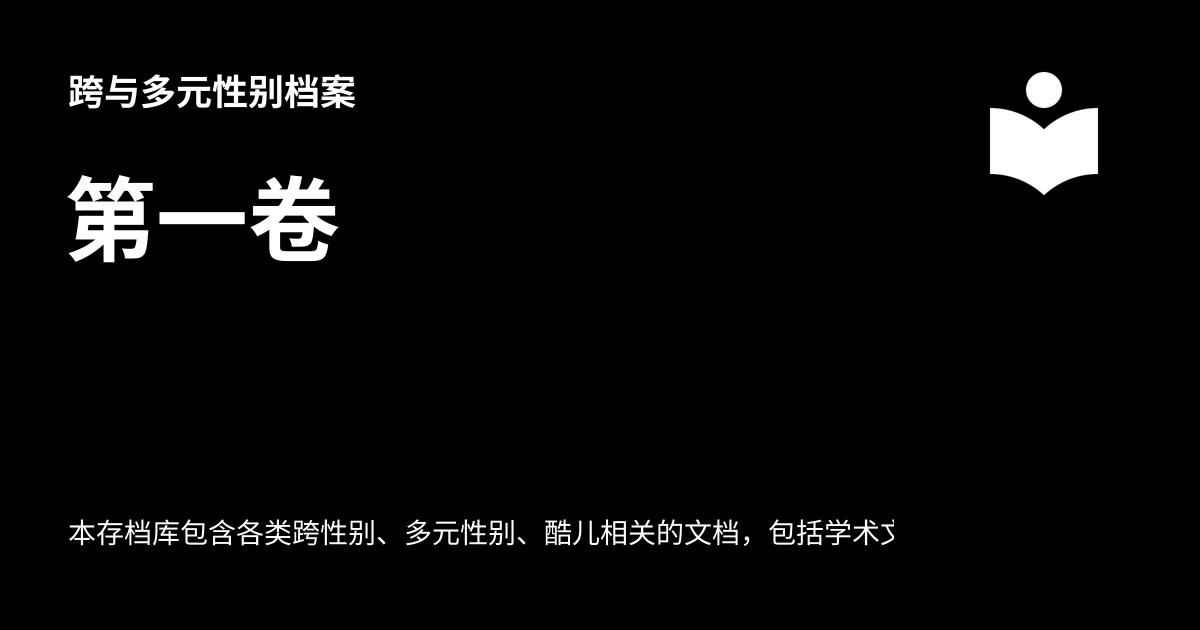 跨与多元性别档案
第一卷
本存档库包含各类跨性别、多元性别、酷儿相关的文档，包括学术